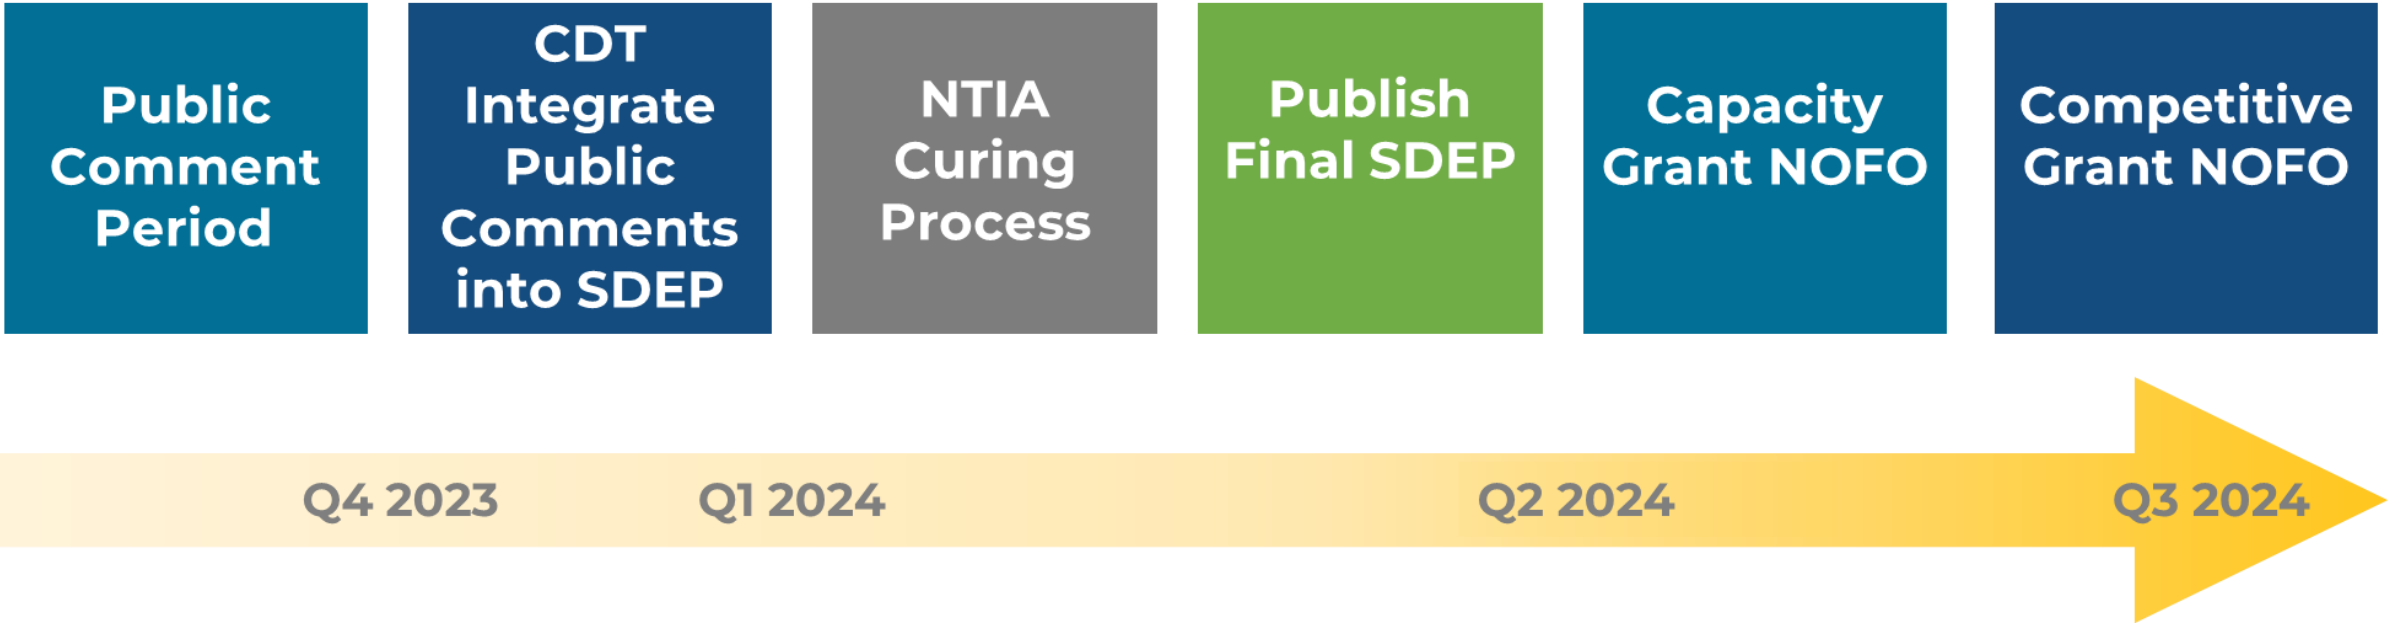 Public
Comment
Period
CDT
Integrate
Public
Comments
into SDEP
NTIA
Curing
Process
Publish
Final SDEP
Capacity
Grant NOFO
Competitive
Grant NOFO
Q4 2023
Q1 2024
Q2 2024
Q3 2024